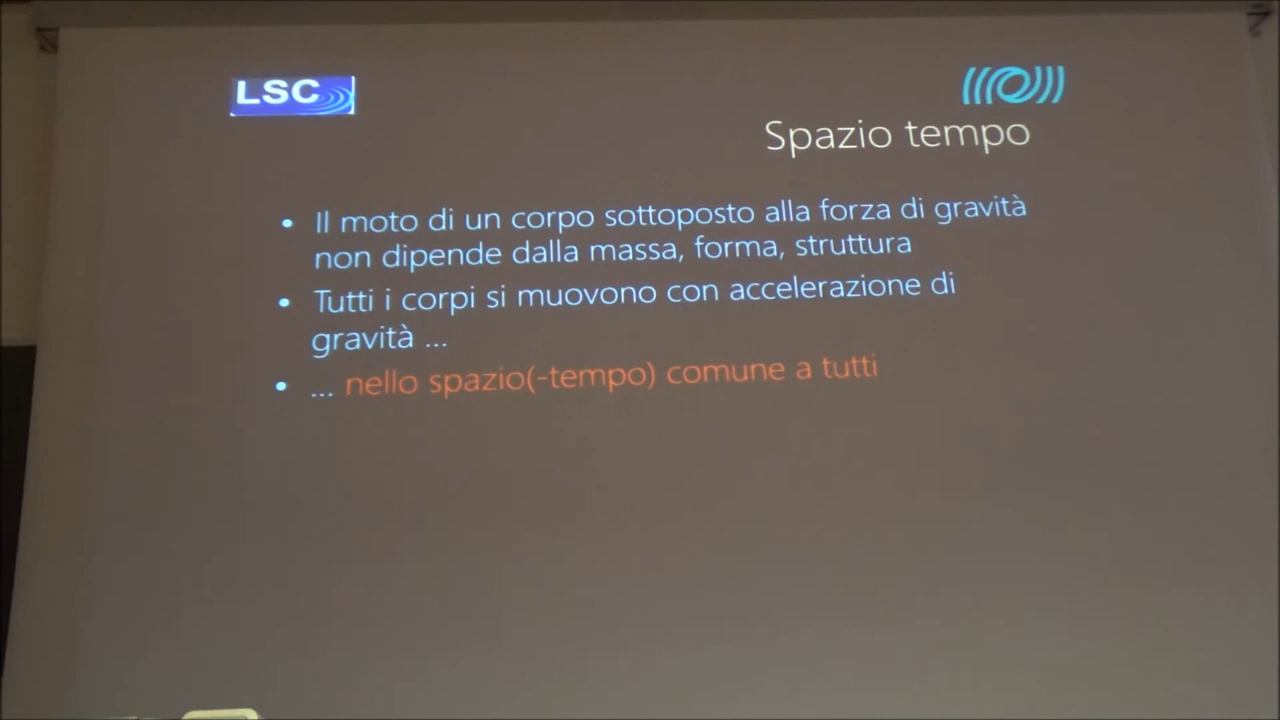 LSC
Spazio tempo
• Il moto di un corpo sottoposto alla forza di gravità
non dipende dalla massa, forma, struttura
• Tutti i corpi si muovono con accelerazione di
gravità ...
• ... nello spazio(-tempo) comune a tutti